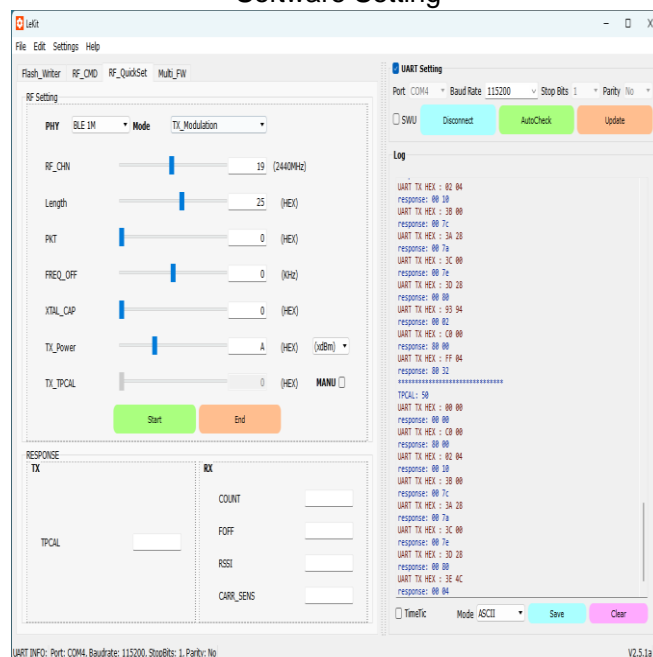 Software Setting
LeKit
File Edit Settings Help
Flash_Writer RF_CMD RF_QuickSet Multi_FW
RF Setting
PHY BLE 1M Mode TX_Modulation
RF_CHN 19 (2440MHz)
Length 25 (HEX)
PKT 0 (HEX)
FREQ_OFF 0 (KHz)
XTAL_CAP 0 (HEX)
TX_Power A (HEX) (xdBm)
TX_TPCAL 0 (HEX) MANU
Start End
RESPONSE
TX
TPCAL
RX
COUNT
FOFF
RSSI
CARR_SENS
UART Setting
Port COM4 Baud Rate 115200 Stop Bits 1 Parity No
SWU Disconnect AutoCheck Update
Log
UART TX HEX : 02 04
response: 00 10
UART TX HEX : 3B 00
response: 00 7c
UART TX HEX : 3A 28
response: 00 7a
UART TX HEX : 3C 00
response: 00 7e
UART TX HEX : 3D 28
response: 00 80
UART TX HEX : 93 94
response: 00 02
UART TX HEX : C0 00
response: 80 00
UART TX HEX : FF 04
response: 80 32
******************************
TPCAL: 50
UART TX HEX : 00 00
response: 00 00
UART TX HEX : C0 00
response: 80 00
UART TX HEX : 02 04
response: 00 10
UART TX HEX : 3B 00
response: 00 7c
UART TX HEX : 3A 28
response: 00 7a
UART TX HEX : 3C 00
response: 00 7e
UART TX HEX : 3D 28
response: 00 80
UART TX HEX : 3E 4C
response: 00 04
TimeTic Mode ASCII Save Clear
UART INFO: Port: COM4, Baudrate: 115200, StopBits: 1, Parity: No V2.5.1a